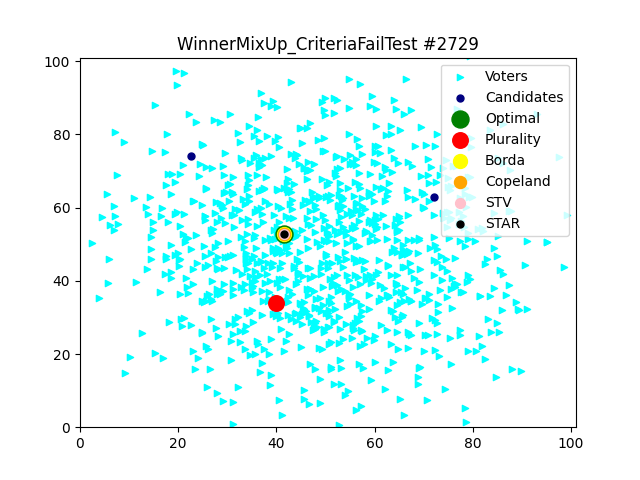 WinnerMixUp_CriteriaFailTest #2729
100
80
60
40
20
0
0 20 40 60 80 100
Voters
Candidates
Optimal
Plurality
Borda
Copeland
STV
STAR